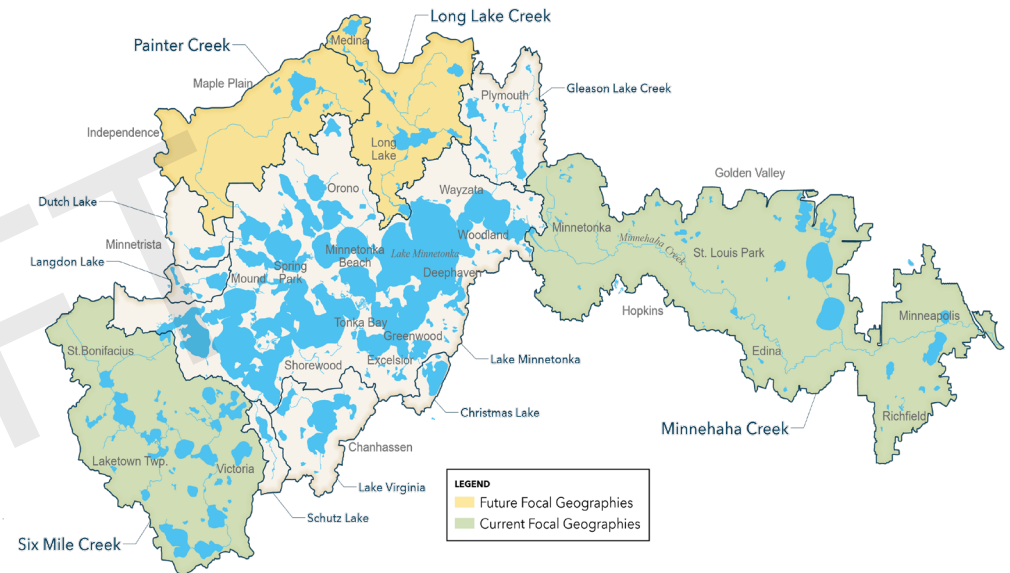 Long Lake Creek
Medina
Painter Creek
Maple Plain
Gleason Lake Creek
Plymouth
Independence
Long
Lake
Golden Valley
Orono
Wayzata
Dutch Lake
Minnetonka
Woodland
Minnehaha Creek
Minnetrista
Minnetonka
Beach
Lake Minnetonka
St. Louis Park
Langdon Lake
Spring
Park
Mound
Deephaven
Hopkins
Minneapolis
Tonka Bay
Greenwood
St.Bonifacius
Edina
Excelsior
Lake Minnetonka
Shorewood
Christmas Lake
Richfield
Minnehaha Creek
Chanhassen
Laketown Twp.
Victoria
Lake Virginia
Schutz Lake
Six Mile Creek
LEGEND
Future Focal Geographies
Current Focal Geographies